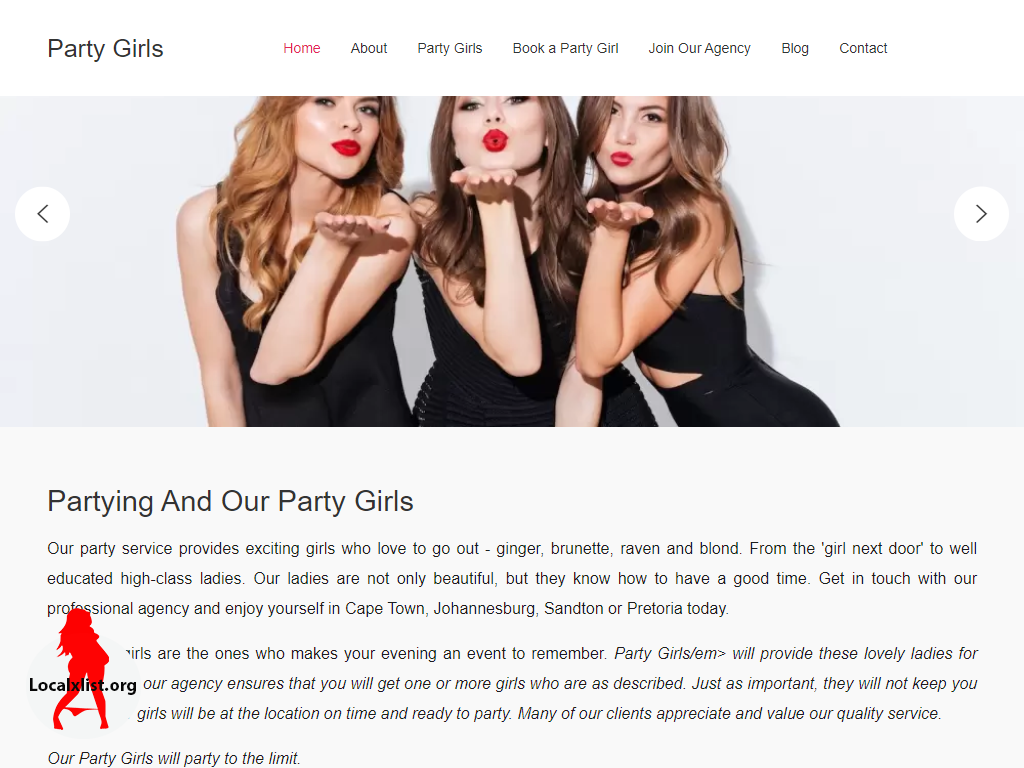 Party Girls
Home About Party Girls Book a Party Girl Join Our Agency Blog Contact
Partying And Our Party Girls
Our party service provides exciting girls who love to go out - ginger, brunette, raven and blond. From the 'girl next door' to well
educated high-class ladies. Our ladies are not only beautiful, but they know how to have a good time. Get in touch with our
professional agency and enjoy yourself in Cape Town, Johannesburg, Sandton or Pretoria today.
girls are the ones who makes your evening an event to remember. Party Girls/em> will provide these lovely ladies for
our agency ensures that you will get one or more girls who are as described. Just as important, they will not keep you
girls will be at the location on time and ready to party. Many of our clients appreciate and value our quality service.
Localxlist.org
Our Party Girls will party to the limit.